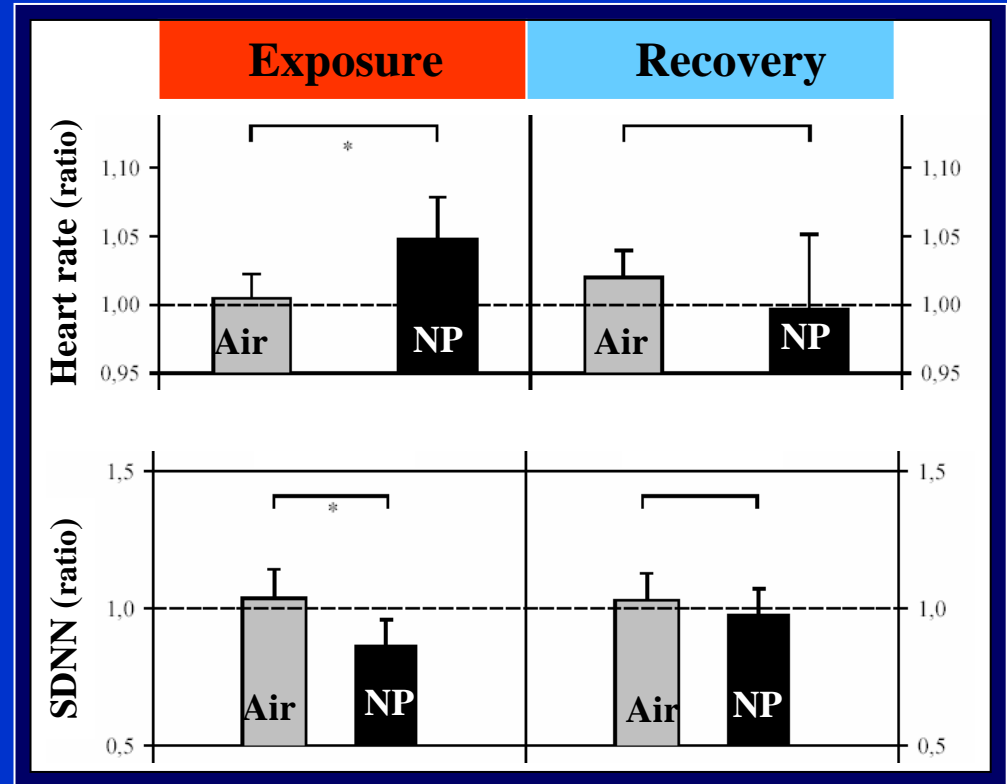 Exposure Recovery
Heart rate (ratio)
*
1,10 1,10
1,05 1,05
1,00 1,00
0,95 0,95
Air NP Air NP
SDNN (ratio)
1,5 1,5
*
1,0 1,0
Air NP Air NP
0,5 0,5